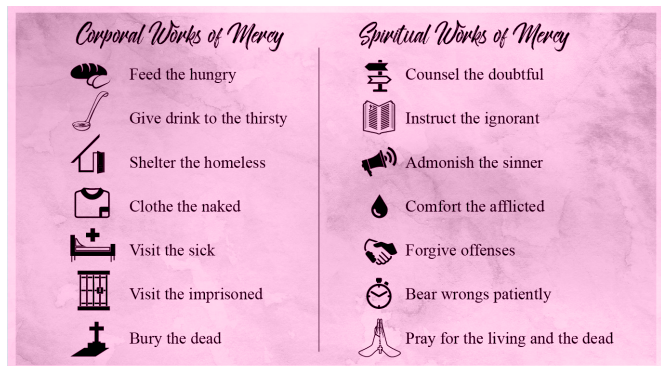 Corporal Works of Mercy
Feed the hungry
Give drink to the thirsty
Shelter the homeless
Clothe the naked
Visit the sick
Visit the imprisoned
Bury the dead
Spiritual Works of Mercy
Counsel the doubtful
Instruct the ignorant
Admonish the sinner
Comfort the afflicted
Forgive offenses
Bear wrongs patiently
Pray for the living and the dead